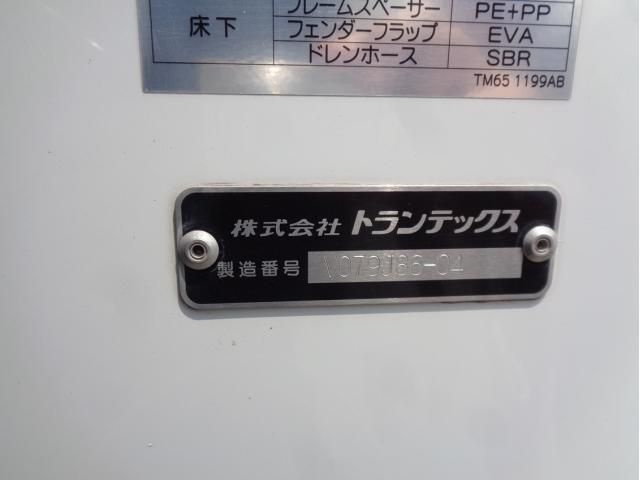 床下
フレームスペーサー PE+PP
フェンダーフラップ EVA
ドレンホース SBR
TM65 1199AB
株式会社 トランテックス
製造番号 V079J86-04